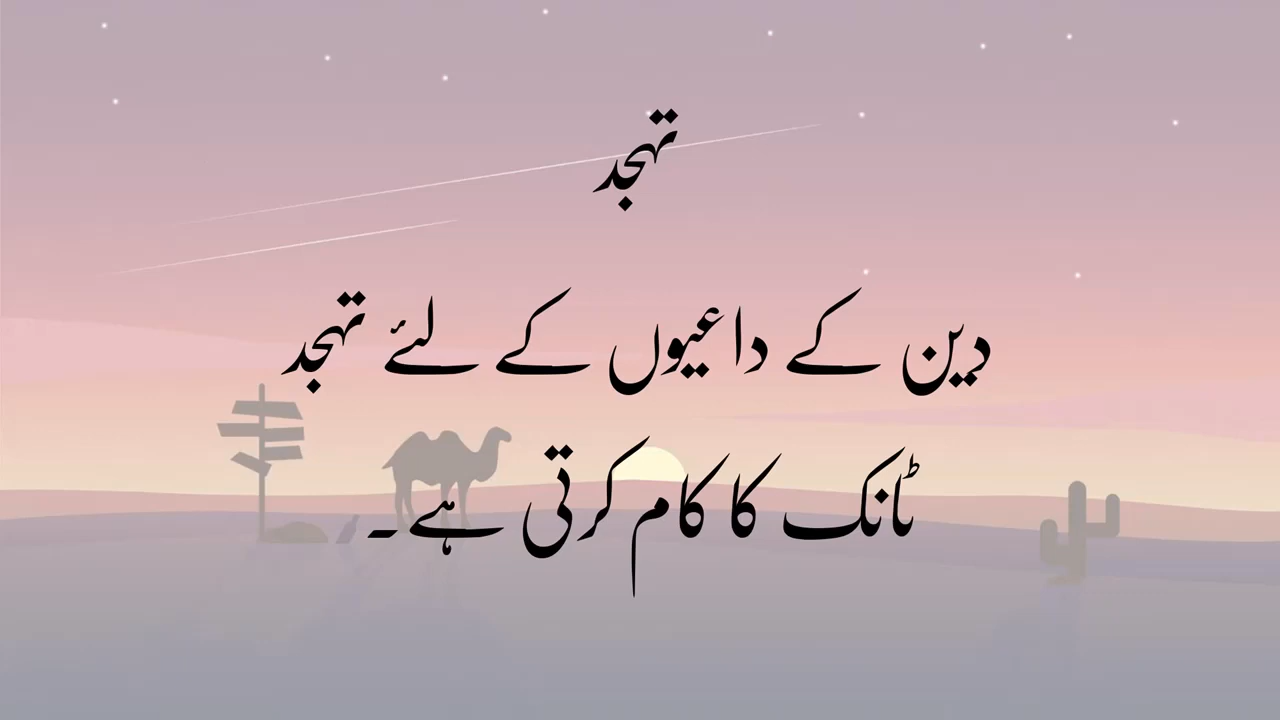 تہجد
دین کے داعیوں کے لئے تہجد
ٹانک کا کام کرتی ہے۔